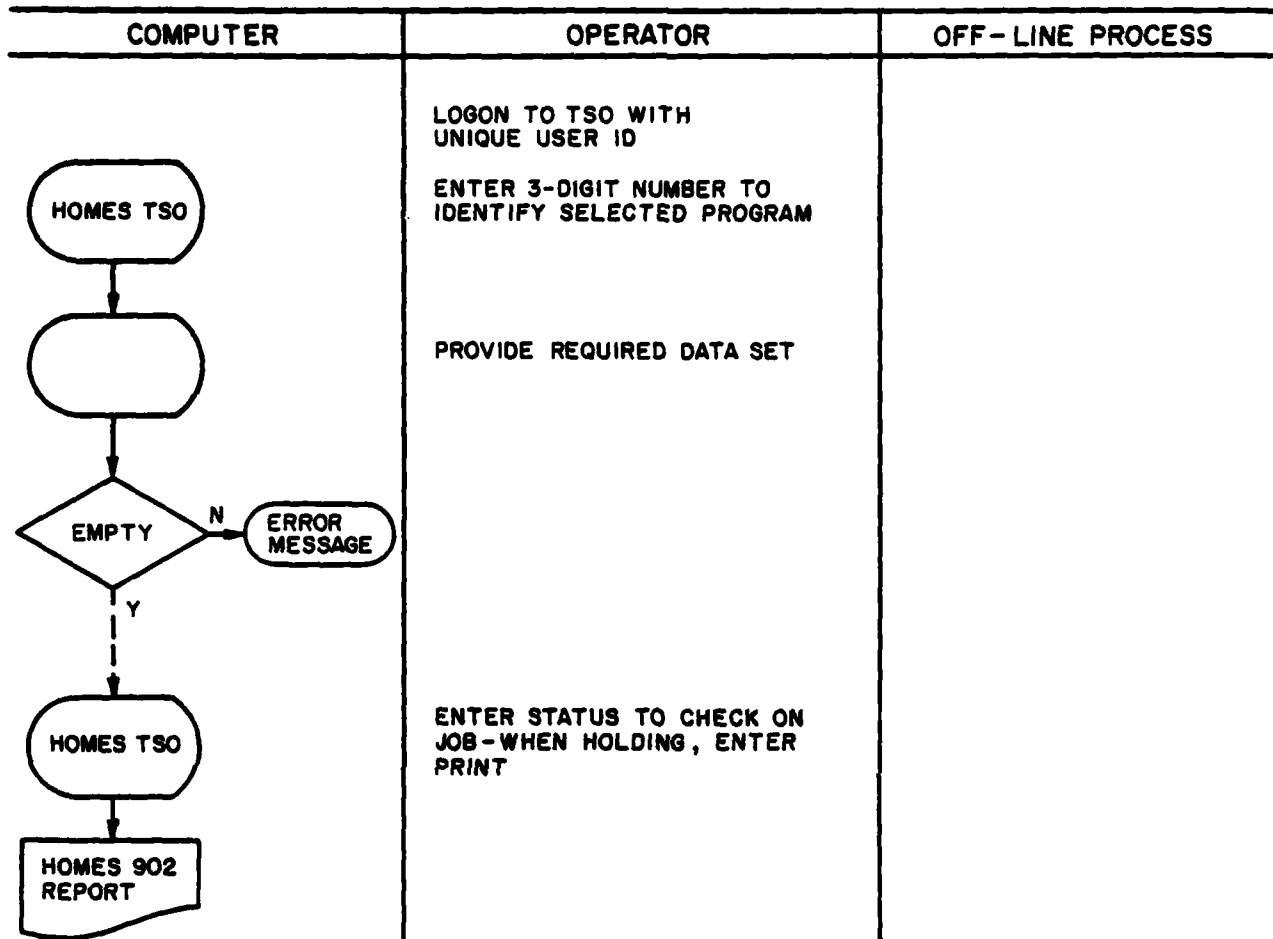 COMPUTER
OPERATOR
OFF-LINE PROCESS
LOGON TO TSO WITH
UNIQUE USER ID
HOMES TSO
ENTER 3-DIGIT NUMBER TO
IDENTIFY SELECTED PROGRAM
PROVIDE REQUIRED DATA SET
EMPTY
N
ERROR
MESSAGE
Y
HOMES TSO
ENTER STATUS TO CHECK ON
JOB-WHEN HOLDING, ENTER
PRINT
HOMES 902
REPORT